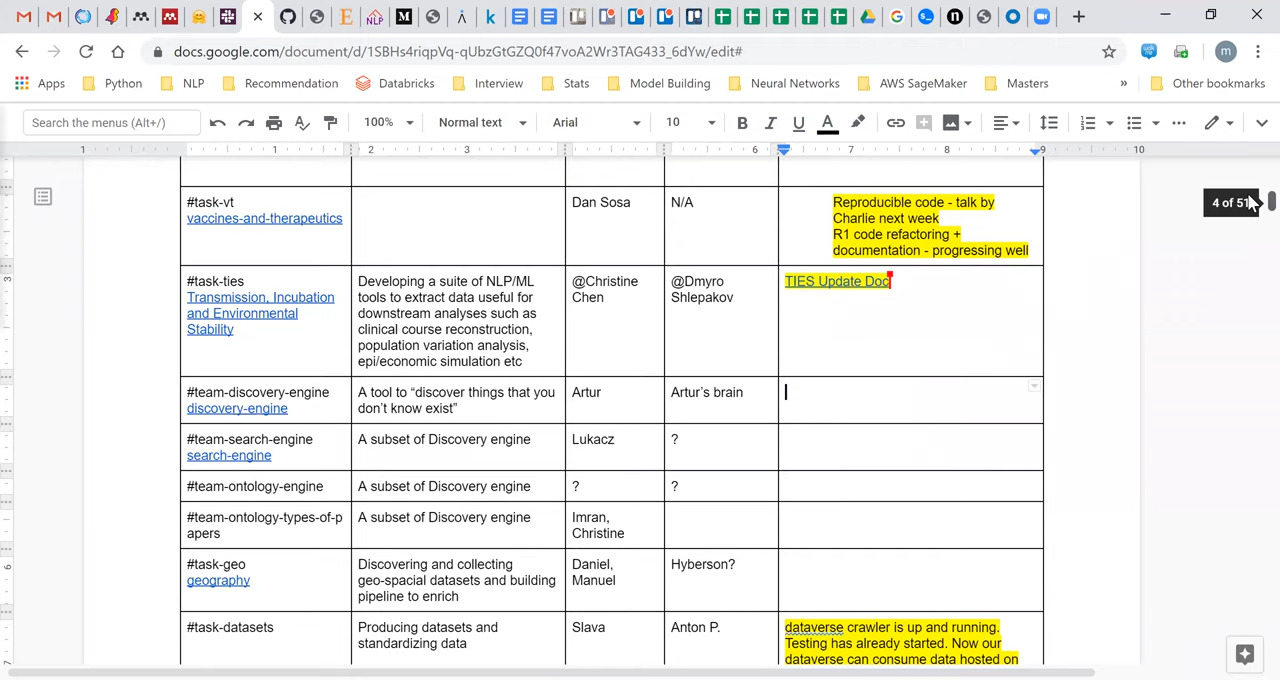 docs.google.com/document/d/1SBHs4riqpVq-qUbzGtGZQ0f47voA2Wr3TAG433_6dYw/edit#
m
Apps
Python
NLP
Recommendation
Databricks
Interview
Stats
Model Building
Neural Networks
AWS SageMaker
Masters
»
Other bookmarks
Search the menus (Alt+/)
100%
Normal text
Arial
10
1 1 2 3 6 7 8 9 10
4 of 51
#task-vt
vaccines-and-therapeutics
Dan Sosa
N/A
Reproducible code - talk by
Charlie next week
R1 code refactoring +
documentation - progressing well
#task-ties
Transmission, Incubation
and Environmental
Stability
Developing a suite of NLP/ML
tools to extract data useful for
downstream analyses such as
clinical course reconstruction,
population variation analysis,
epi/economic simulation etc
@Christine
Chen
@Dmyro
Shlepakov
TIES Update Doc
#team-discovery-engine
discovery-engine
A tool to “discover things that you
don’t know exist”
Artur
Artur’s brain
#team-search-engine
search-engine
A subset of Discovery engine
Lukacz
?
#team-ontology-engine
A subset of Discovery engine
?
?
#team-ontology-types-of-p
apers
A subset of Discovery engine
Imran,
Christine
#task-geo
geography
Discovering and collecting
geo-spacial datasets and building
pipeline to enrich
Daniel,
Manuel
Hyberson?
#task-datasets
Producing datasets and
standardizing data
Slava
Anton P.
dataverse crawler is up and running.
Testing has already started. Now our
dataverse can consume data hosted on